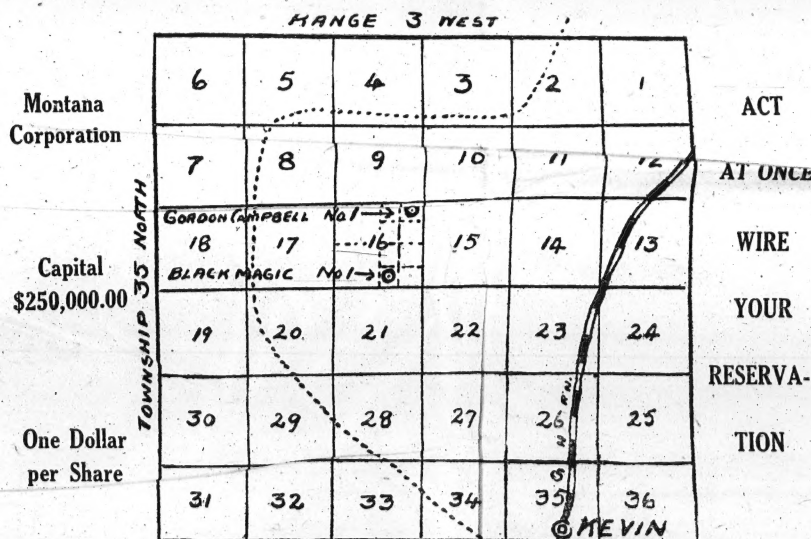 RANGE 3 WEST
Montana
Corporation
Capital
$250,000.00
One Dollar
per Share
TOWNSHIP 35 NORTH
6 5 4 3 2 1
7 8 9 10 11 12
GORDON CAMPBELL No 1
18 17 16 15 14 13
BLACK MAGIC No 1
19 20 21 22 23 24
30 29 28 27 26 25
31 32 33 34 35 36
G N RY.
KEVIN
ACT
AT ONCE
WIRE
YOUR
RESERVA-
TION